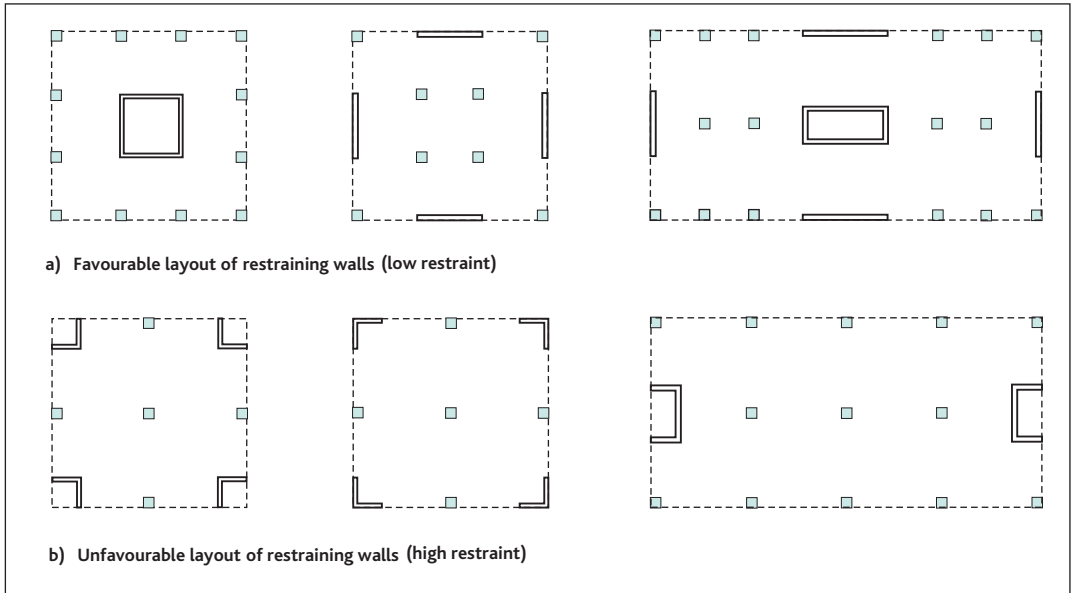 a) Favourable layout of restraining walls (low restraint)
b) Unfavourable layout of restraining walls (high restraint)